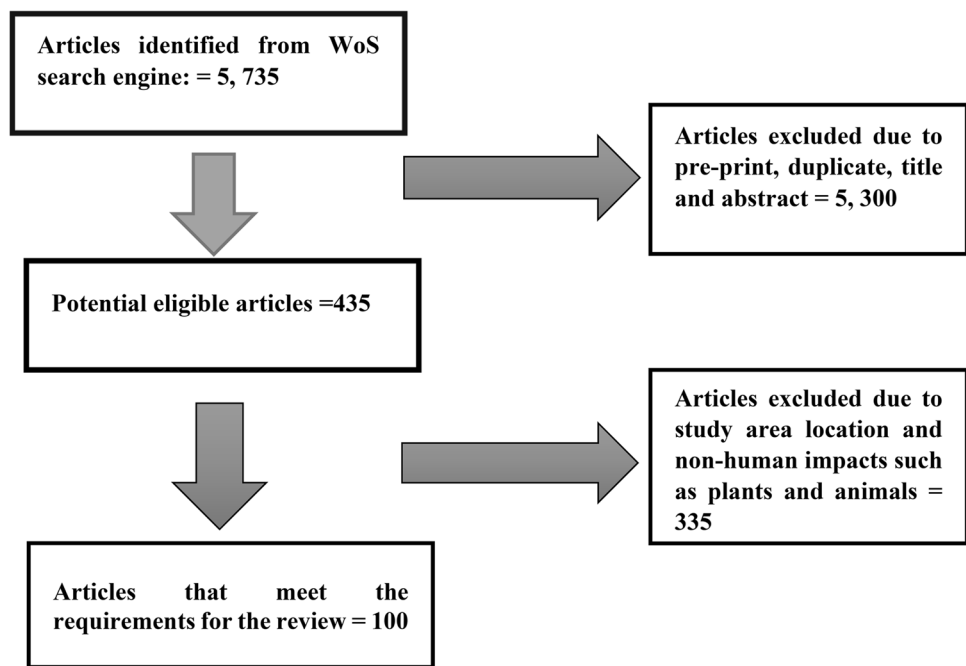 Articles identified from WoS
search engine: = 5, 735
Articles excluded due to
pre-print, duplicate, title
and abstract = 5, 300
Potential eligible articles =435
Articles excluded due to
study area location and
non-human impacts such
as plants and animals =
335
Articles that meet the
requirements for the review = 100